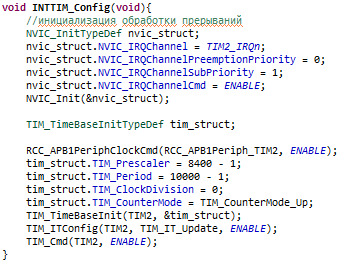 void INTTIM_Config(void){
//инициализация обработки прерываний
NVIC_InitTypeDef nvic_struct;
nvic_struct.NVIC_IRQChannel = TIM2_IRQn;
nvic_struct.NVIC_IRQChannelPreemptionPriority = 0;
nvic_struct.NVIC_IRQChannelSubPriority = 1;
nvic_struct.NVIC_IRQChannelCmd = ENABLE;
NVIC_Init(&nvic_struct);
TIM_TimeBaseInitTypeDef tim_struct;
RCC_APB1PeriphClockCmd(RCC_APB1Periph_TIM2, ENABLE);
tim_struct.TIM_Prescaler = 8400 - 1;
tim_struct.TIM_Period = 10000 - 1;
tim_struct.TIM_ClockDivision = 0;
tim_struct.TIM_CounterMode = TIM_CounterMode_Up;
TIM_TimeBaseInit(TIM2, &tim_struct);
TIM_ITConfig(TIM2, TIM_IT_Update, ENABLE);
TIM_Cmd(TIM2, ENABLE);
}